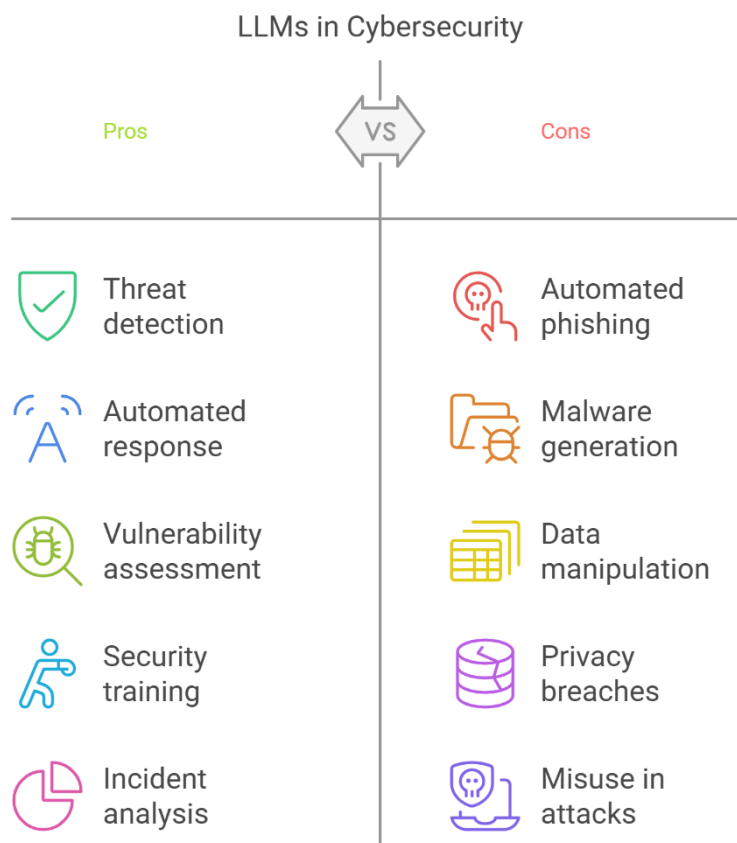 LLMs in Cybersecurity
Pros
VS
Cons
Threat
detection
Automated
response
Vulnerability
assessment
Security
training
Incident
analysis
Automated
phishing
Malware
generation
Data
manipulation
Privacy
breaches
Misuse in
attacks